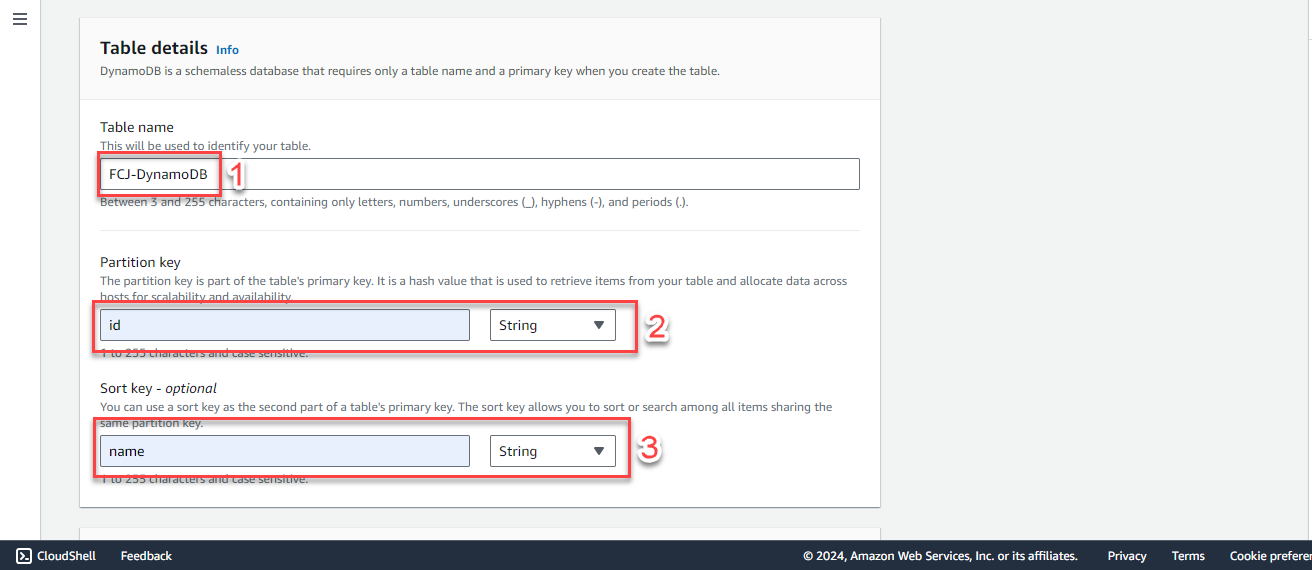 Table details Info
DynamoDB is a schemaless database that requires only a table name and a primary key when you create the table.
Table name
This will be used to identify your table.
FCJ-DynamoDB 1
Between 3 and 255 characters, containing only letters, numbers, underscores (_), hyphens (-), and periods (.).
Partition key
The partition key is part of the table's primary key. It is a hash value that is used to retrieve items from your table and allocate data across
hosts for scalability and availability.
id String 2
1 to 255 characters and case sensitive.
Sort key - optional
You can use a sort key as the second part of a table's primary key. The sort key allows you to sort or search among all items sharing the
same partition key.
name String 3
1 to 255 characters and case sensitive.
CloudShell Feedback © 2024, Amazon Web Services, Inc. or its affiliates. Privacy Terms Cookie preferen